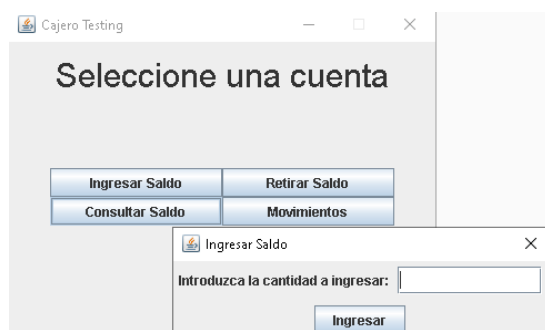 Cajero Testing
Seleccione una cuenta
Ingresar Saldo
Retirar Saldo
Consultar Saldo
Movimientos
Ingresar Saldo
Introduzca la cantidad a ingresar:
Ingresar